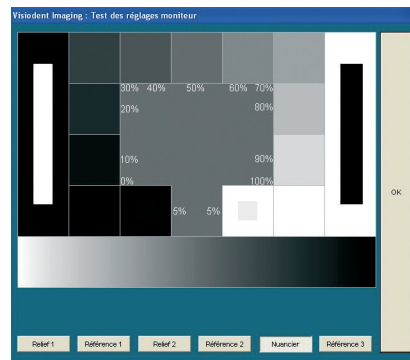 Visiodent Imaging : Test des réglages moniteur
30% 40% 50% 60% 70%
20% 80%
OK
10% 90%
0% 100%
5% 5%
Relief 1 Référence 1 Relief 2 Référence 2 Nuancier Référence 3